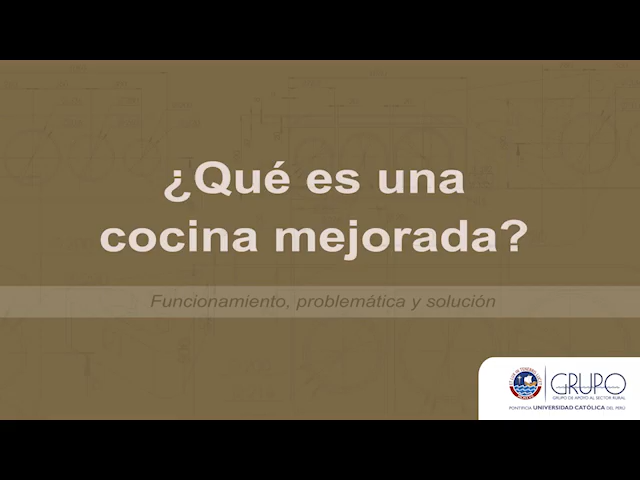 ¿Qué es una
cocina mejorada?
Funcionamiento, problemática y solución
GRUPO
GRUPO DE APOYO AL SECTOR RURAL
PONTIFICIA UNIVERSIDAD CATÓLICA DEL PERÚ